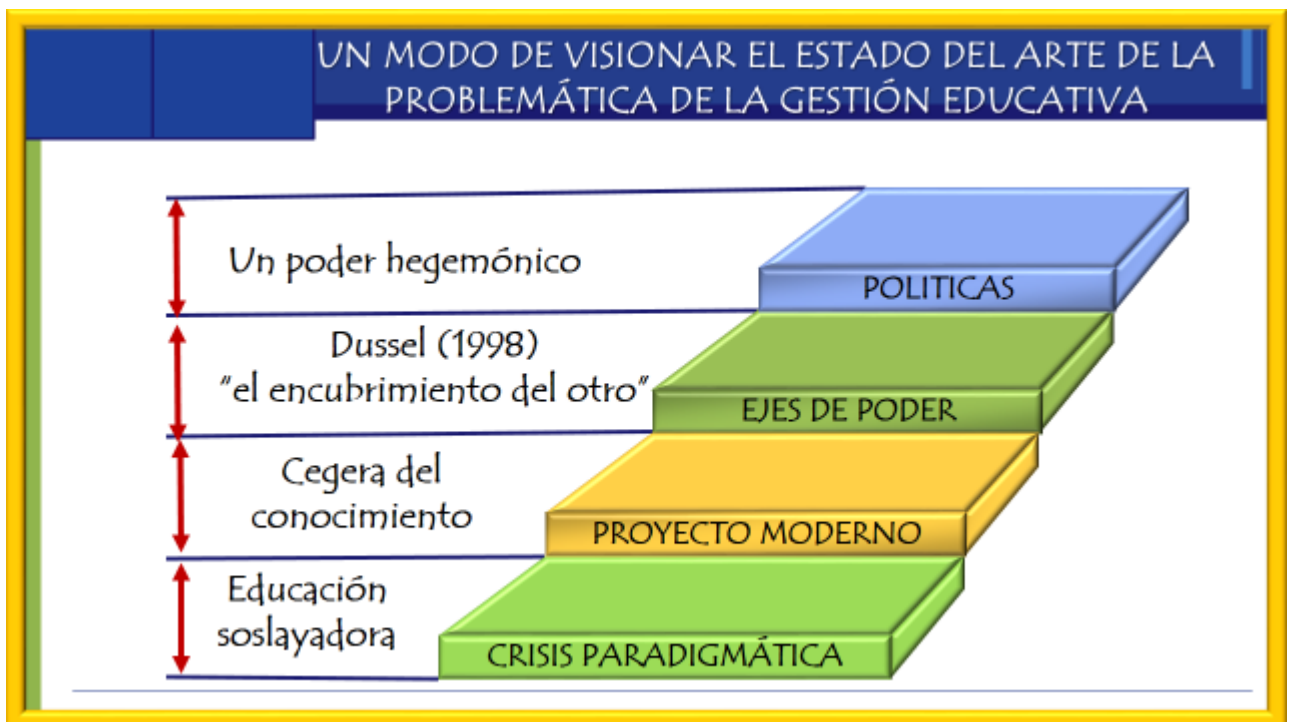 UN MODO DE VISIONAR EL ESTADO DEL ARTE DE LA
PROBLEMÁTICA DE LA GESTIÓN EDUCATIVA
Un poder hegemónico
POLITICAS
Dussel (1998)
"el encubrimiento del otro"
EJES DE PODER
Cegera del
conocimiento
PROYECTO MODERNO
Educación
soslayadora
CRISIS PARADIGMÁTICA